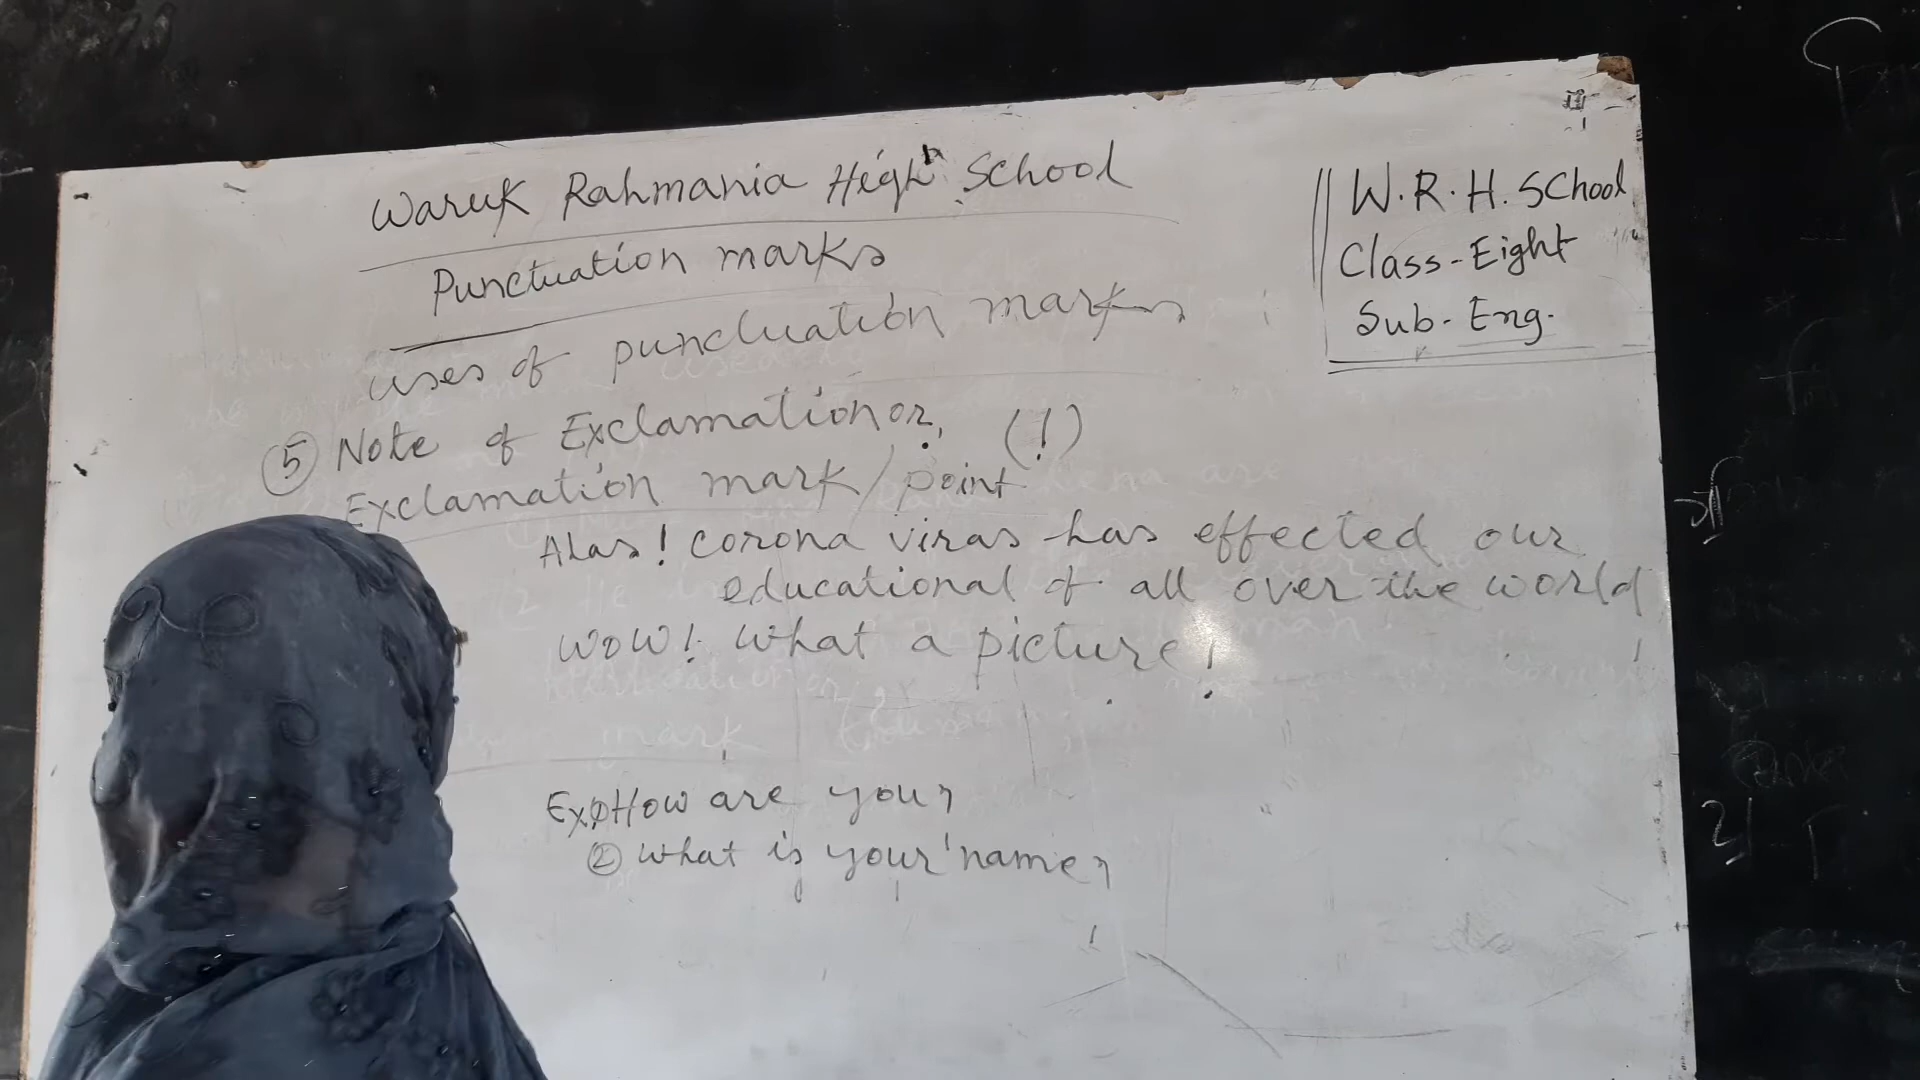 Waruk Rahmania High School
Punctuation marks
uses of punctuation marks :
W.R.H. School
Class-Eight
Sub-Eng.
⑤ Note of Exclamation or, (!)
Exclamation mark/point
Alas! corona viras has effected our
educational of all over the world
!
WOW! What a picture!
Ex① How are you?
② What is your name?